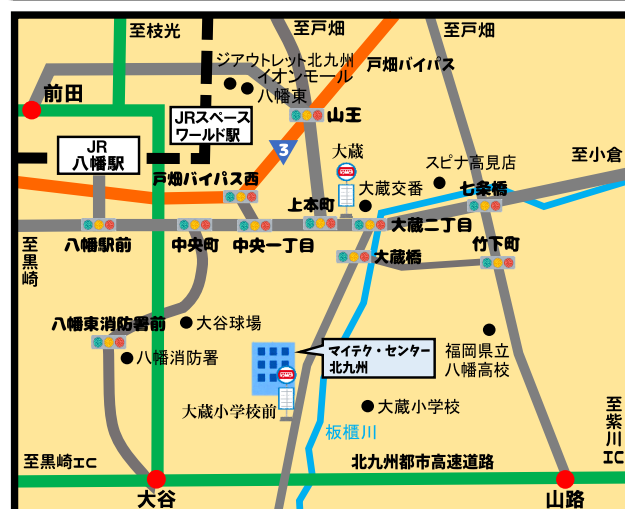 至枝光
至戸畑
至戸畑
ジアウトレット北九州
イオンモール
八幡東
戸畑バイパス
前田
JRスペース
ワールド駅
山王
JR
八幡駅
3
大蔵
至小倉
スピナ高見店
戸畑バイパス西
大蔵交番
七条橋
上本町
八幡駅前
中央町
中央一丁目
大蔵二丁目
竹下町
至黒崎
大蔵橋
八幡東消防署前
大谷球場
八幡消防署
マイテク・センター
北九州
福岡県立
八幡高校
大蔵小学校前
大蔵小学校
板櫃川
至紫川IC
至黒崎IC
北九州都市高速道路
大谷
山路